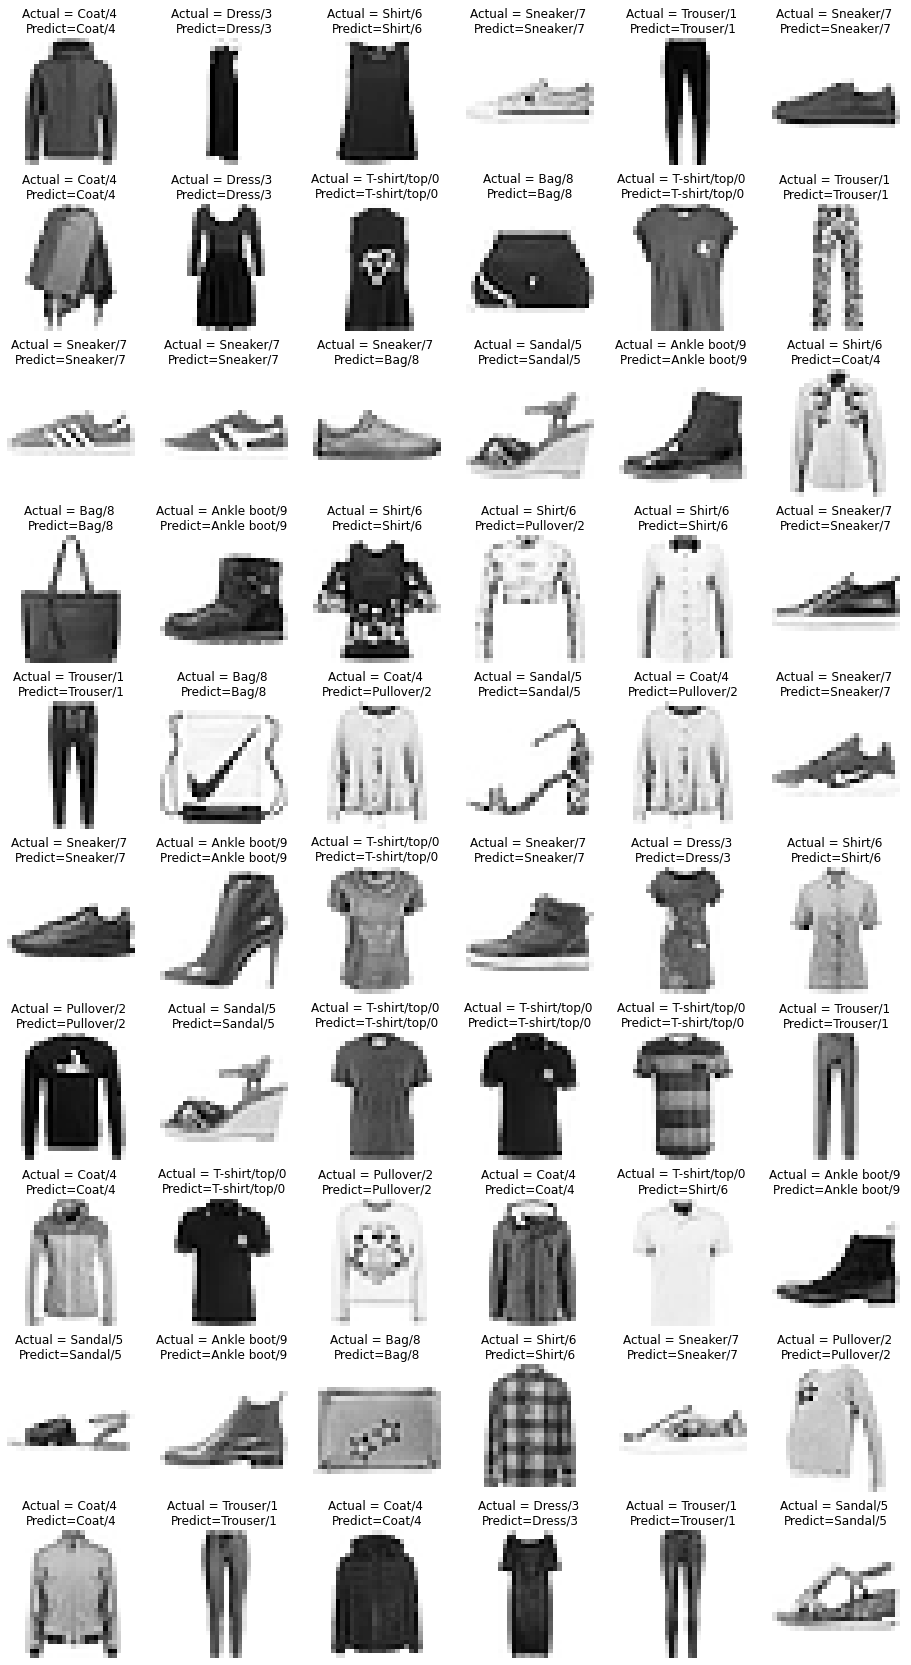 Actual = Coat/4
Predict=Coat/4
Actual = Dress/3
Predict=Dress/3
Actual = Shirt/6
Predict=Shirt/6
Actual = Sneaker/7
Predict=Sneaker/7
Actual = Trouser/1
Predict=Trouser/1
Actual = Sneaker/7
Predict=Sneaker/7
Actual = Coat/4
Predict=Coat/4
Actual = Dress/3
Predict=Dress/3
Actual = T-shirt/top/0
Predict=T-shirt/top/0
Actual = Bag/8
Predict=Bag/8
Actual = T-shirt/top/0
Predict=T-shirt/top/0
Actual = Trouser/1
Predict=Trouser/1
Actual = Sneaker/7
Predict=Sneaker/7
Actual = Sneaker/7
Predict=Sneaker/7
Actual = Sneaker/7
Predict=Bag/8
Actual = Sandal/5
Predict=Sandal/5
Actual = Ankle boot/9
Predict=Ankle boot/9
Actual = Shirt/6
Predict=Coat/4
Actual = Bag/8
Predict=Bag/8
Actual = Ankle boot/9
Predict=Ankle boot/9
Actual = Shirt/6
Predict=Shirt/6
Actual = Shirt/6
Predict=Pullover/2
Actual = Shirt/6
Predict=Shirt/6
Actual = Sneaker/7
Predict=Sneaker/7
Actual = Trouser/1
Predict=Trouser/1
Actual = Bag/8
Predict=Bag/8
Actual = Coat/4
Predict=Pullover/2
Actual = Sandal/5
Predict=Sandal/5
Actual = Coat/4
Predict=Pullover/2
Actual = Sneaker/7
Predict=Sneaker/7
Actual = Sneaker/7
Predict=Sneaker/7
Actual = Ankle boot/9
Predict=Ankle boot/9
Actual = T-shirt/top/0
Predict=T-shirt/top/0
Actual = Sneaker/7
Predict=Sneaker/7
Actual = Dress/3
Predict=Dress/3
Actual = Shirt/6
Predict=Shirt/6
Actual = Pullover/2
Predict=Pullover/2
Actual = Sandal/5
Predict=Sandal/5
Actual = T-shirt/top/0
Predict=T-shirt/top/0
Actual = T-shirt/top/0
Predict=T-shirt/top/0
Actual = T-shirt/top/0
Predict=T-shirt/top/0
Actual = Trouser/1
Predict=Trouser/1
Actual = Coat/4
Predict=Coat/4
Actual = T-shirt/top/0
Predict=T-shirt/top/0
Actual = Pullover/2
Predict=Pullover/2
Actual = Coat/4
Predict=Coat/4
Actual = T-shirt/top/0
Predict=Shirt/6
Actual = Ankle boot/9
Predict=Ankle boot/9
Actual = Sandal/5
Predict=Sandal/5
Actual = Ankle boot/9
Predict=Ankle boot/9
Actual = Bag/8
Predict=Bag/8
Actual = Shirt/6
Predict=Shirt/6
Actual = Sneaker/7
Predict=Sneaker/7
Actual = Pullover/2
Predict=Pullover/2
Actual = Coat/4
Predict=Coat/4
Actual = Trouser/1
Predict=Trouser/1
Actual = Coat/4
Predict=Coat/4
Actual = Dress/3
Predict=Dress/3
Actual = Trouser/1
Predict=Trouser/1
Actual = Sandal/5
Predict=Sandal/5